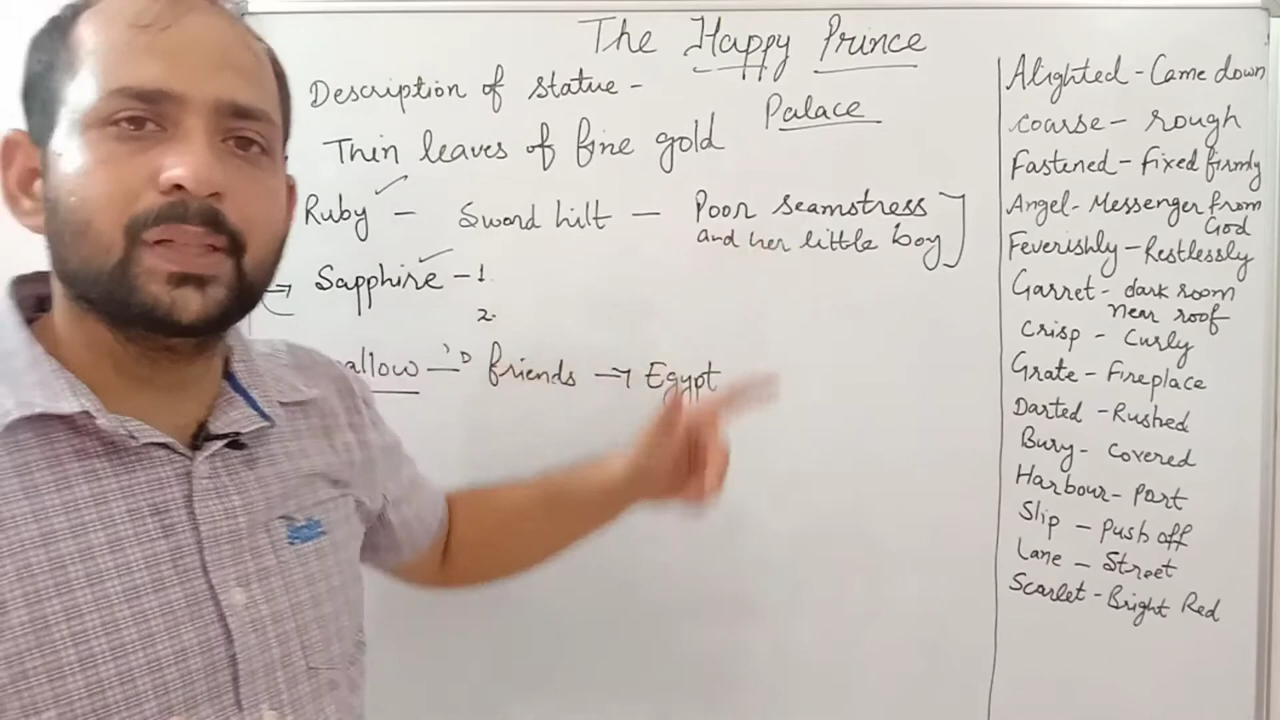 The Happy Prince
Description of statue -
Palace
Thin leaves of fine gold
Ruby - Sword hilt - Poor seamstress
and her little boy
→ Sapphire - 1.
2.
allow → friends → Egypt
Alighted - Came down
Coarse - rough
Fastened - fixed firmly
Angel - Messenger from
God
Feverishly - Restlessly
Garret - dark room
near roof
Crisp - Curly
Grate - Fireplace
Darted - Rushed
Bury - Covered
Harbour - Port
Slip - Push off
Lane - Street
Scarlet - Bright Red